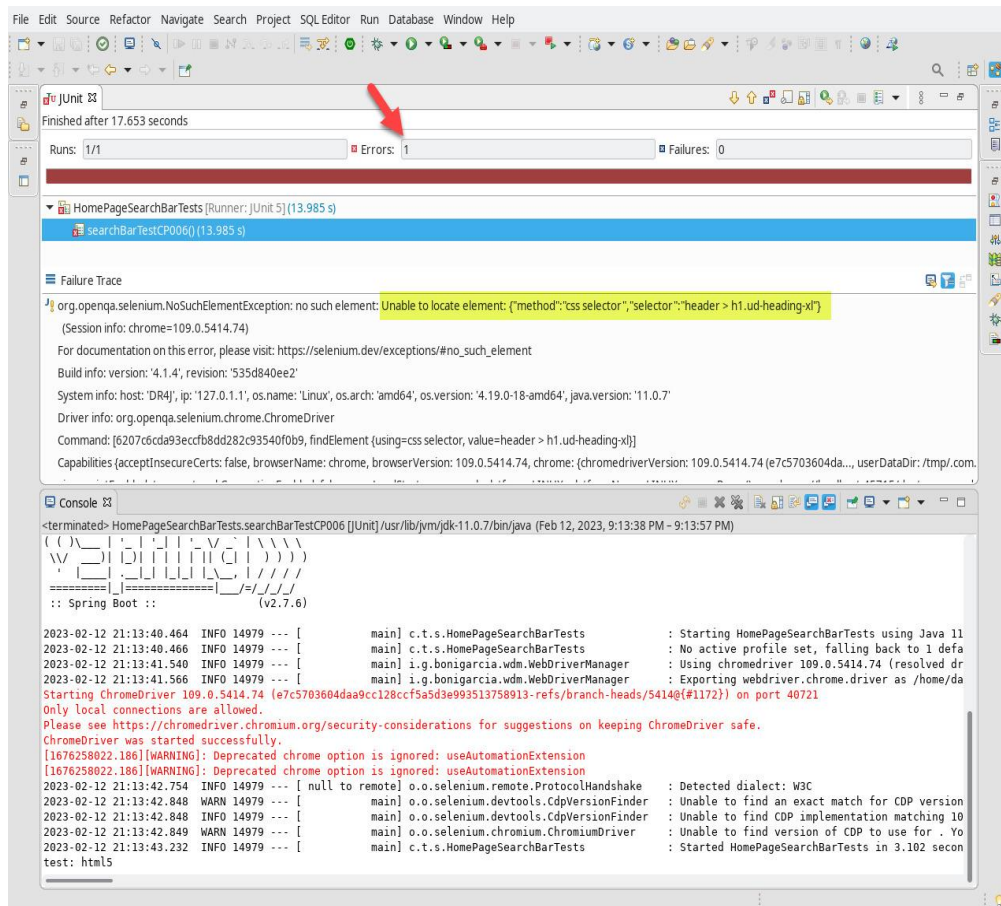 File Edit Source Refactor Navigate Search Project SQL Editor Run Database Window Help
JUnit
Finished after 17.653 seconds
Runs: 1/1 Errors: 1 Failures: 0
HomePageSearchBarTests [Runner: JUnit 5] (13.985 s)
searchBarTestCP006() (13.985 s)
Failure Trace
org.openqa.selenium.NoSuchElementException: no such element: Unable to locate element: {"method":"css selector","selector":"header > h1.ud-heading-xl"}
(Session info: chrome=109.0.5414.74)
For documentation on this error, please visit: https://selenium.dev/exceptions/#no_such_element
Build info: version: '4.1.4', revision: '535d840ee2'
System info: host: 'DR4J', ip: '127.0.1.1', os.name: 'Linux', os.arch: 'amd64', os.version: '4.19.0-18-amd64', java.version: '11.0.7'
Driver info: org.openqa.selenium.chrome.ChromeDriver
Command: [6207c6cda93eccfb8dd282c93540f0b9, findElement {using=css selector, value=header > h1.ud-heading-xl}]
Capabilities {acceptInsecureCerts: false, browserName: chrome, browserVersion: 109.0.5414.74, chrome: {chromedriverVersion: 109.0.5414.74 (e7c5703604da..., userDataDir: /tmp/.com.
Console
<terminated> HomePageSearchBarTests.searchBarTestCP006 [JUnit] /usr/lib/jvm/jdk-11.0.7/bin/java (Feb 12, 2023, 9:13:38 PM – 9:13:57 PM)
( ( )\___ | '_ | '_| | '_ \/ _` | \ \ \ \
\\/ ___)| |_)| | | | | || (_| | ) ) ) )
' |____| .__|_| |_|_| |_\__, | / / / /
=========|_|==============|___/=/_/_/_/
:: Spring Boot :: (v2.7.6)
2023-02-12 21:13:40.464 INFO 14979 --- [ main] c.t.s.HomePageSearchBarTests : Starting HomePageSearchBarTests using Java 11
2023-02-12 21:13:40.466 INFO 14979 --- [ main] c.t.s.HomePageSearchBarTests : No active profile set, falling back to 1 defa
2023-02-12 21:13:41.540 INFO 14979 --- [ main] i.g.bonigarcia.wdm.WebDriverManager : Using chromedriver 109.0.5414.74 (resolved dr
2023-02-12 21:13:41.566 INFO 14979 --- [ main] i.g.bonigarcia.wdm.WebDriverManager : Exporting webdriver.chrome.driver as /home/da
Starting ChromeDriver 109.0.5414.74 (e7c5703604daa9cc128ccf5a5d3e993513758913-refs/branch-heads/5414@{#1172}) on port 40721
Only local connections are allowed.
Please see https://chromedriver.chromium.org/security-considerations for suggestions on keeping ChromeDriver safe.
ChromeDriver was started successfully.
[1676258022.186][WARNING]: Deprecated chrome option is ignored: useAutomationExtension
[1676258022.186][WARNING]: Deprecated chrome option is ignored: useAutomationExtension
2023-02-12 21:13:42.754 INFO 14979 --- [ null to remote] o.o.selenium.remote.ProtocolHandshake : Detected dialect: W3C
2023-02-12 21:13:42.848 WARN 14979 --- [ main] o.o.selenium.devtools.CdpVersionFinder : Unable to find an exact match for CDP version
2023-02-12 21:13:42.848 INFO 14979 --- [ main] o.o.selenium.devtools.CdpVersionFinder : Unable to find CDP implementation matching 10
2023-02-12 21:13:42.849 WARN 14979 --- [ main] o.o.selenium.chromium.ChromiumDriver : Unable to find version of CDP to use for . Yo
2023-02-12 21:13:43.232 INFO 14979 --- [ main] c.t.s.HomePageSearchBarTests : Started HomePageSearchBarTests in 3.102 secon
test: html5